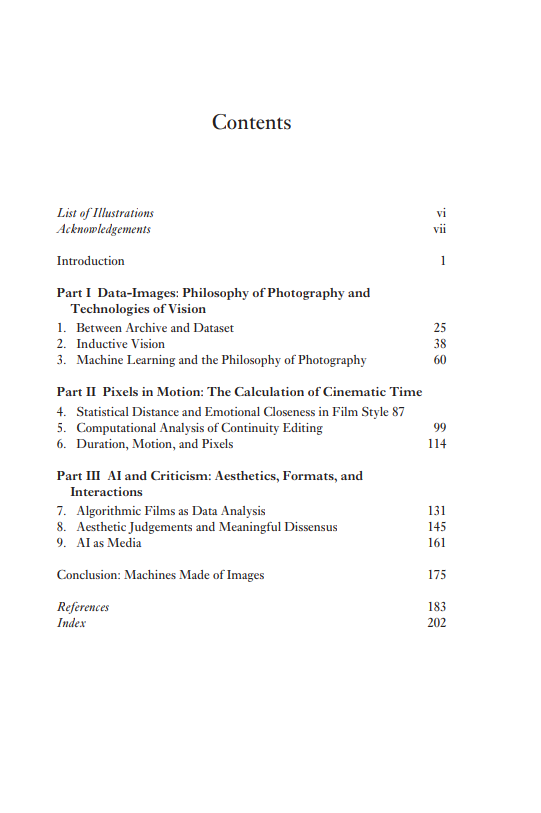 Contents
List of Illustrations vi
Acknowledgements vii
Introduction 1
Part I Data-Images: Philosophy of Photography and
Technologies of Vision
1. Between Archive and Dataset 25
2. Inductive Vision 38
3. Machine Learning and the Philosophy of Photography 60
Part II Pixels in Motion: The Calculation of Cinematic Time
4. Statistical Distance and Emotional Closeness in Film Style 87
5. Computational Analysis of Continuity Editing 99
6. Duration, Motion, and Pixels 114
Part III AI and Criticism: Aesthetics, Formats, and
Interactions
7. Algorithmic Films as Data Analysis 131
8. Aesthetic Judgements and Meaningful Dissensus 145
9. AI as Media 161
Conclusion: Machines Made of Images 175
References 183
Index 202